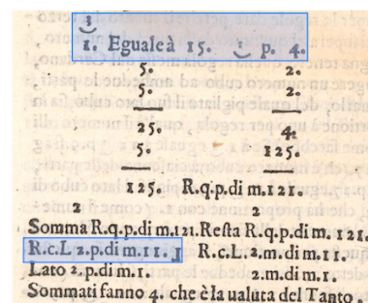 3
1. Egualeà 15. 1 p. 4.
5. 2.
5. 2.
25. 4.
5. 125.
125. R.q.p.di m.121.
2 2
Somma R.q.p.di m.121.Resta R.q.p.di m.121.
R.c.L 2.p.di m.11.⅃ R.c.L.2.m.di m.11.
Lato 2.p.di m.1. 2.m.di m.1.
Sommati fanno 4. che è la ualuta del Tanto.